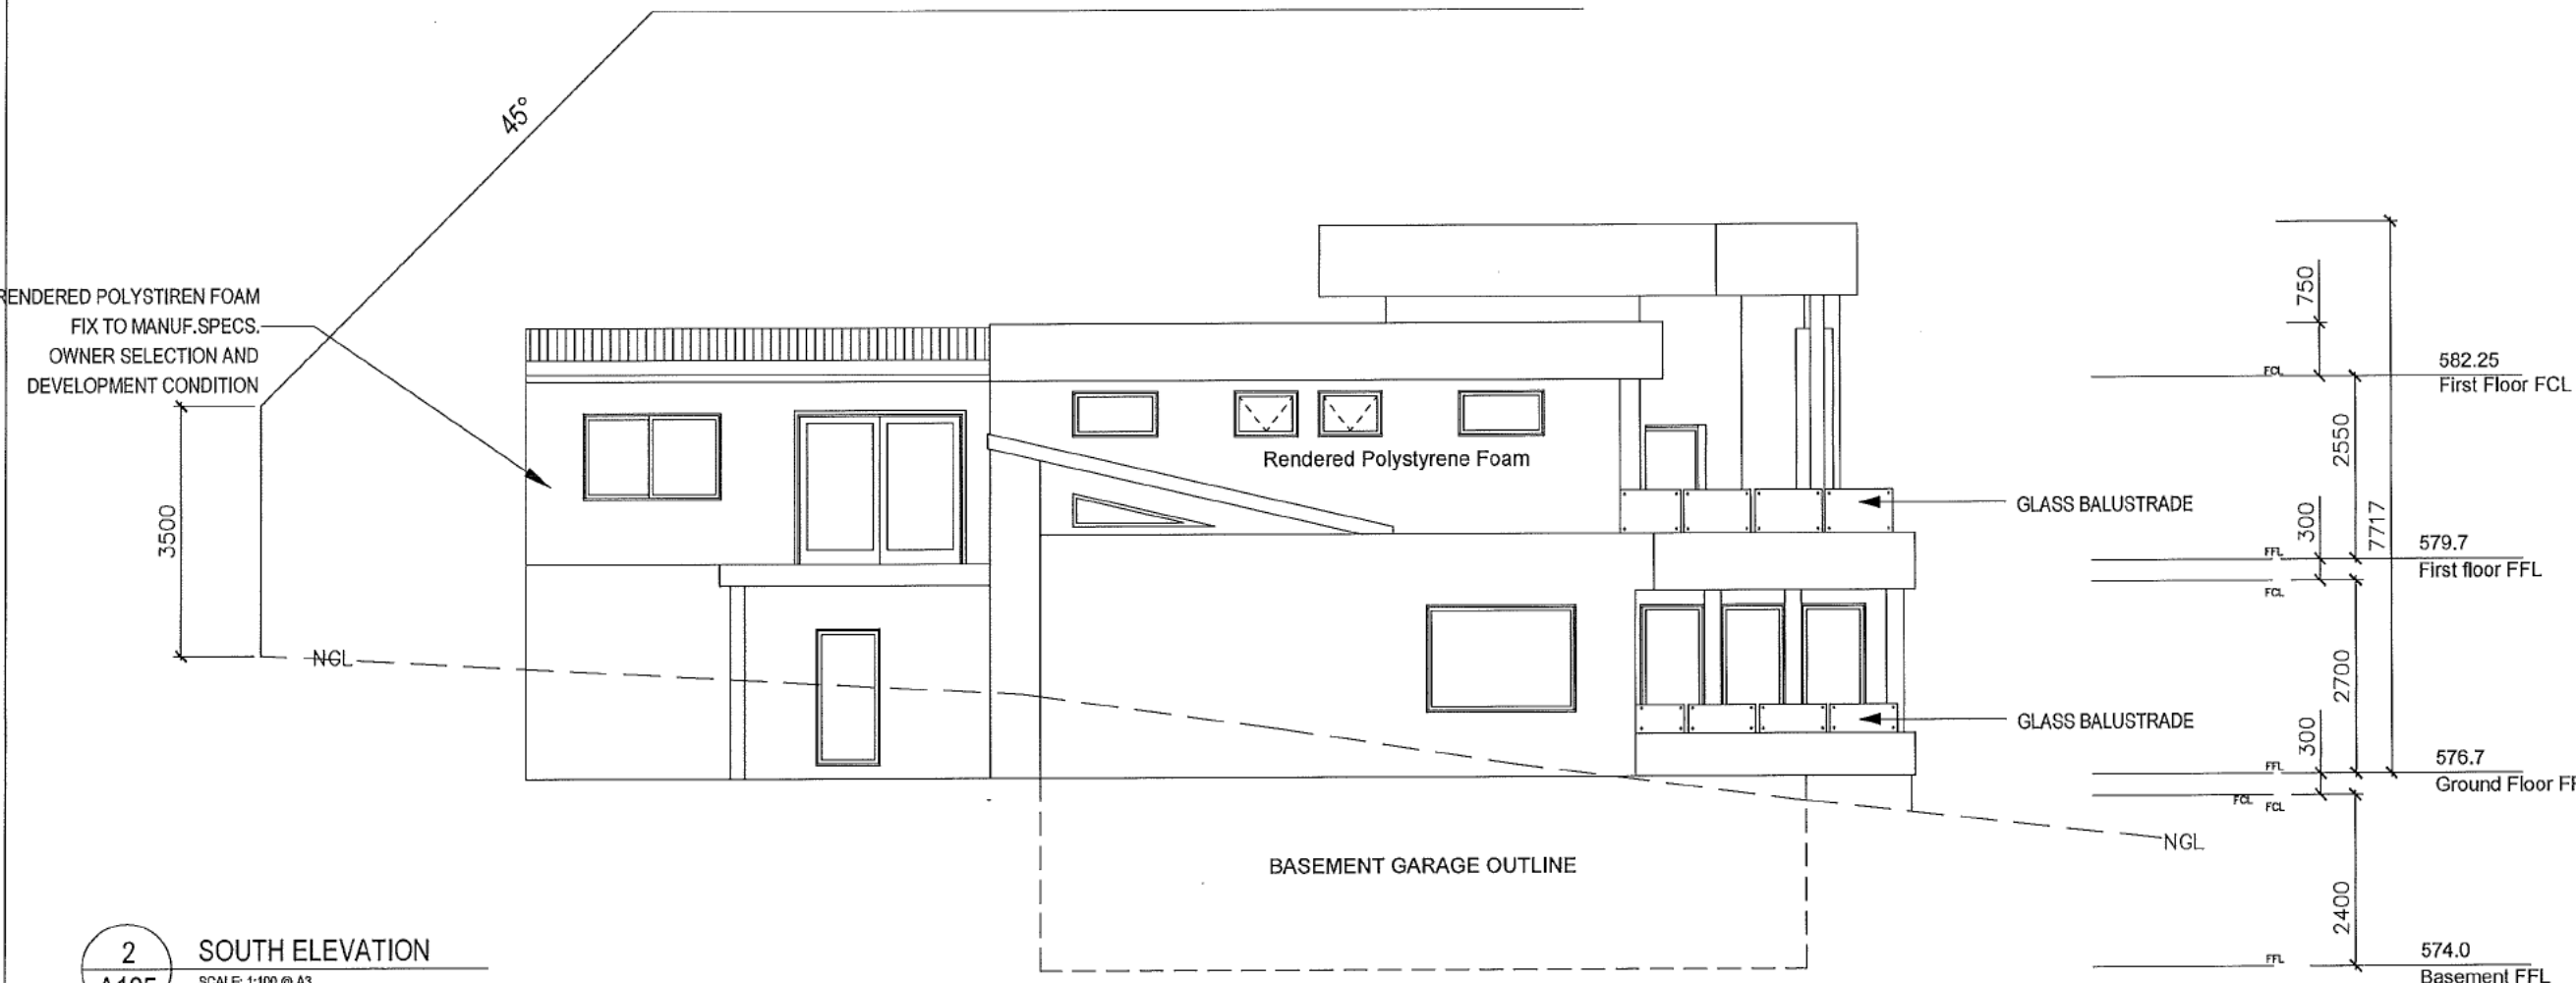 45°
RENDERED POLYSTIREN FOAM
FIX TO MANUF.SPECS.
OWNER SELECTION AND
DEVELOPMENT CONDITION
3500
NGL
Rendered Polystyrene Foam
GLASS BALUSTRADE
GLASS BALUSTRADE
BASEMENT GARAGE OUTLINE
NGL
750
FCL
582.25
First Floor FCL
2550
300
7717
FFL
579.7
First floor FFL
FCL
2700
300
FFL
576.7
Ground Floor
FCL
FCL
2400
FFL
574.0
Basement FFL
2
SOUTH ELEVATION
A105
SCALE: 1:100 @ A3